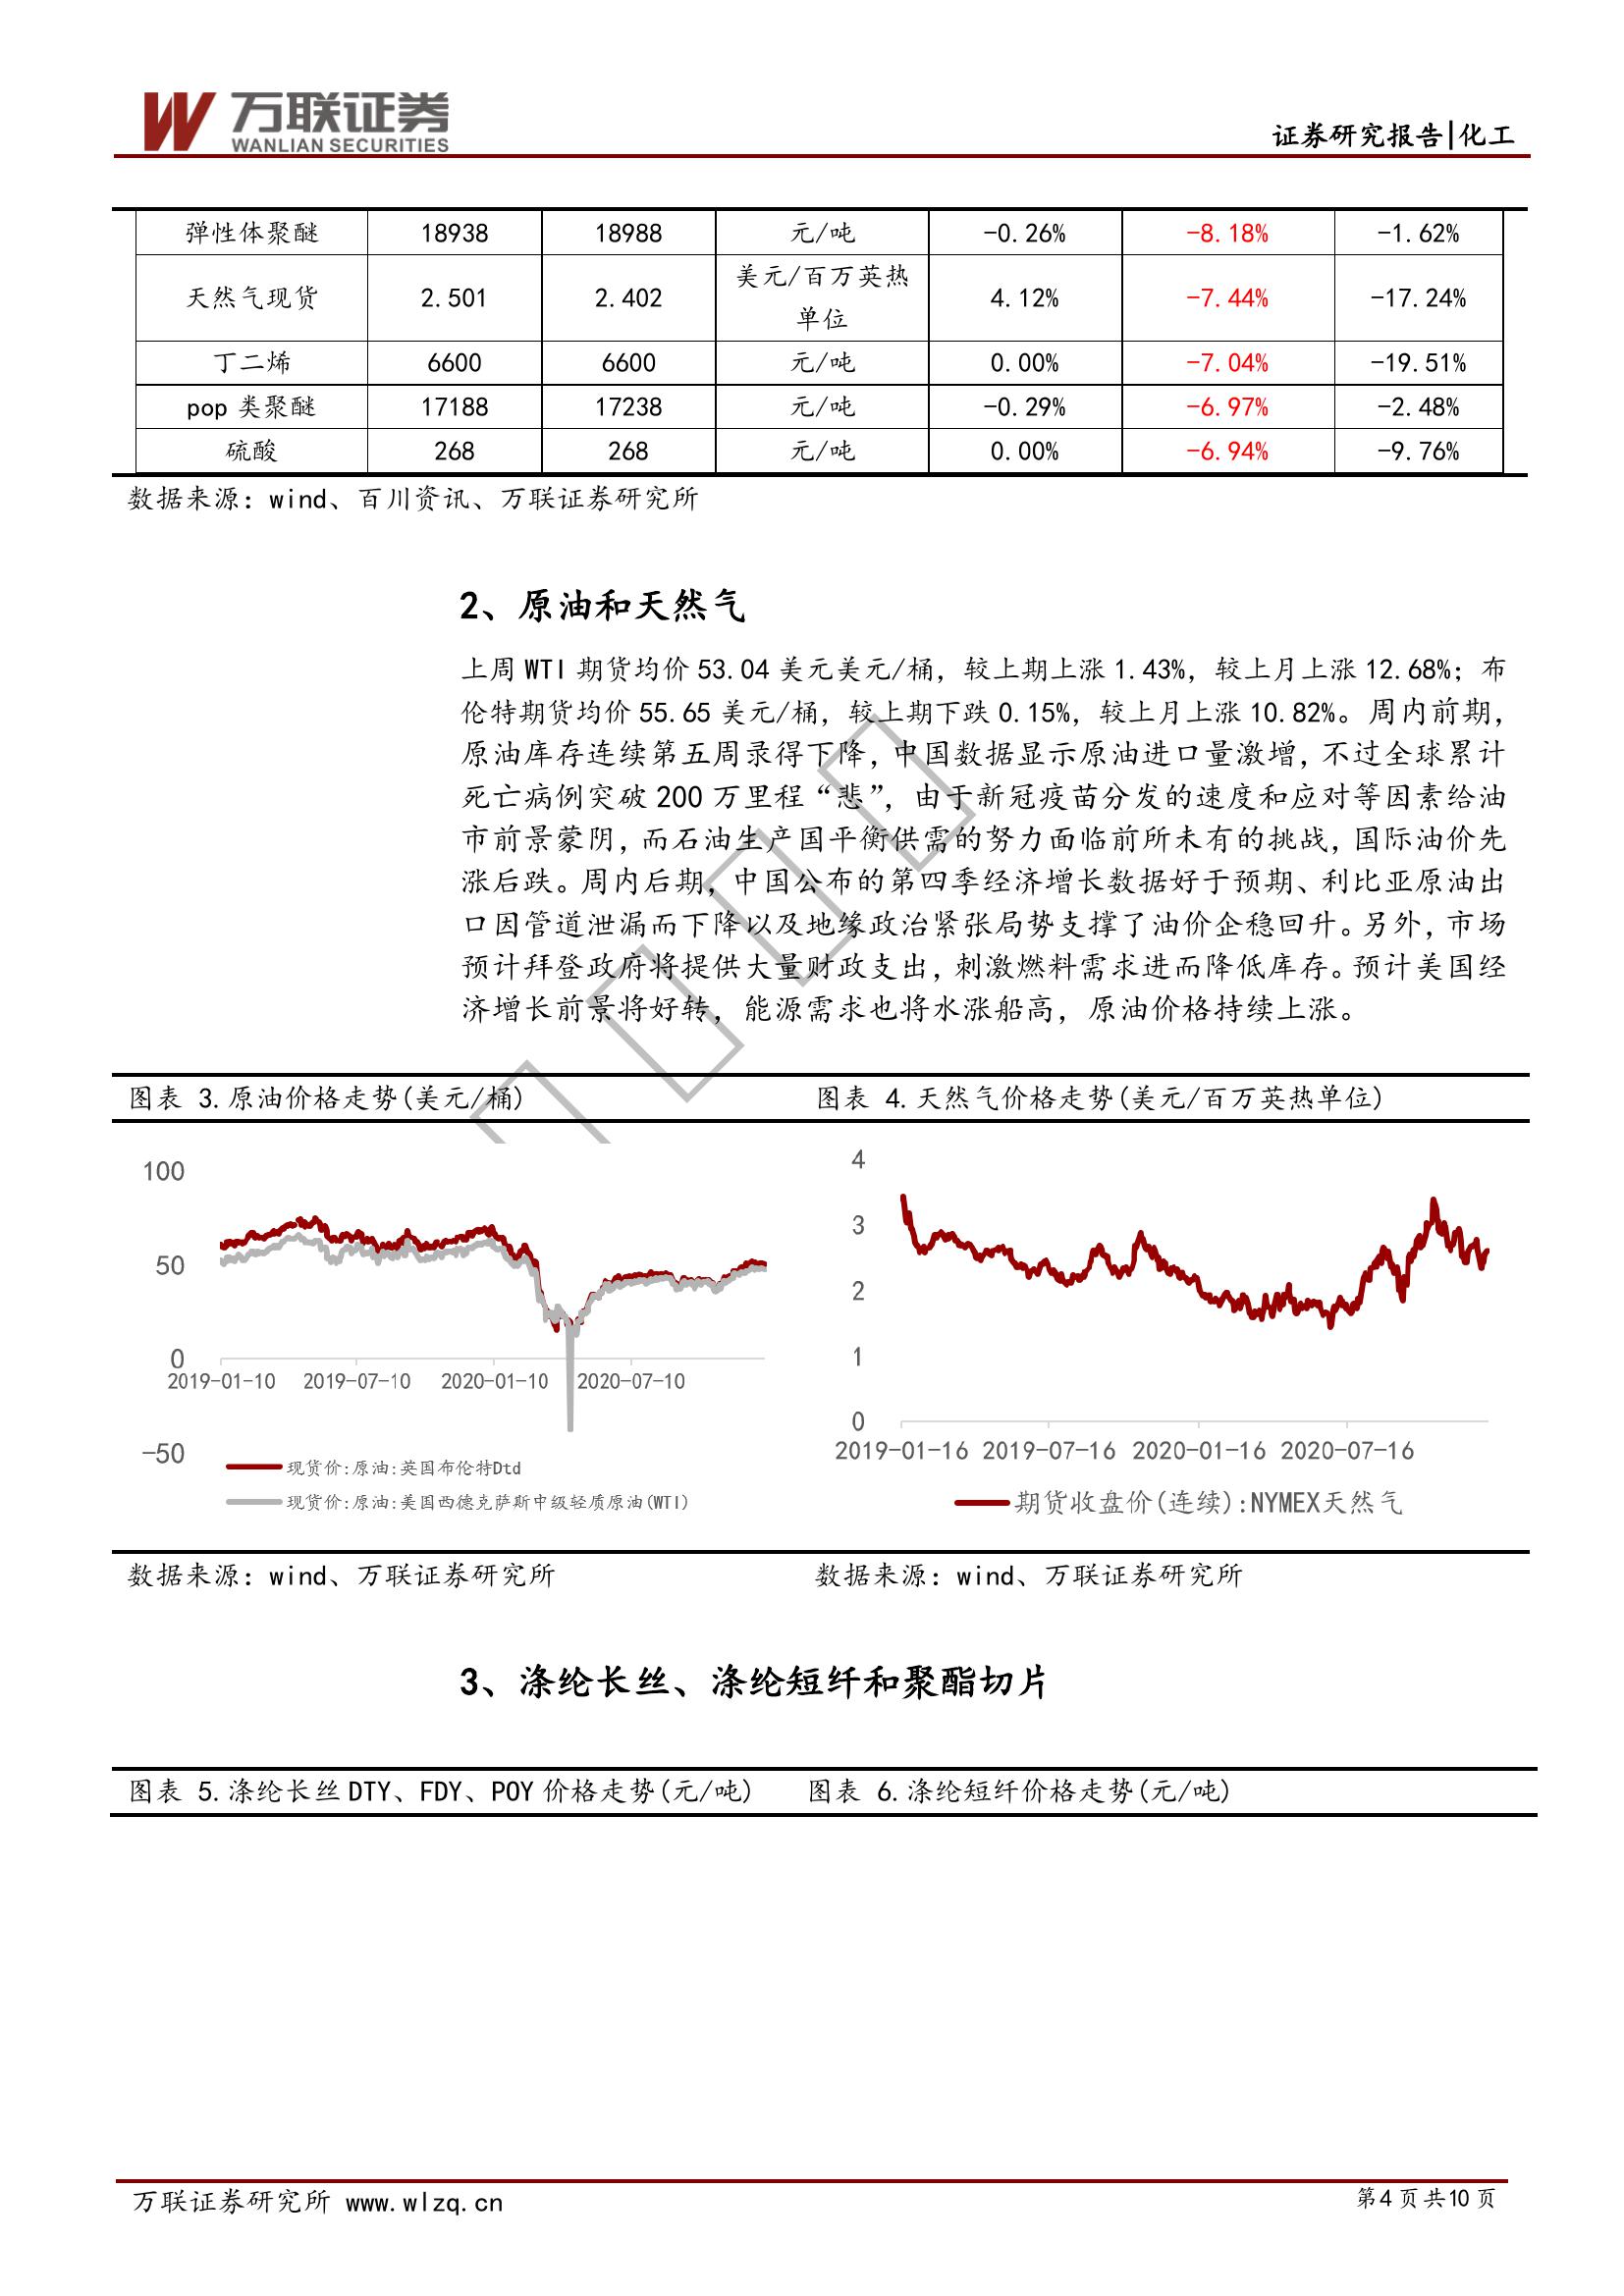 万联证券
WANLIAN SECURITIES
证券研究报告|化工
弹性体聚醚 18938 18988 元/吨 -0.26% -8.18% -1.62%
天然气现货 2.501 2.402 美元/百万英热单位 4.12% -7.44% -17.24%
丁二烯 6600 6600 元/吨 0.00% -7.04% -19.51%
pop 类聚醚 17188 17238 元/吨 -0.29% -6.97% -2.48%
硫酸 268 268 元/吨 0.00% -6.94% -9.76%
数据来源：wind、百川资讯、万联证券研究所
2、原油和天然气
上周 WTI 期货均价 53.04 美元美元/桶，较上期上涨 1.43%，较上月上涨 12.68%；布
伦特期货均价 55.65 美元/桶，较上期下跌 0.15%，较上月上涨 10.82%。周内前期，
原油库存连续第五周录得下降，中国数据显示原油进口量激增，不过全球累计
死亡病例突破 200 万里程“悲”，由于新冠疫苗分发的速度和应对等因素给油
市前景蒙阴，而石油生产国平衡供需的努力面临前所未有的挑战，国际油价先
涨后跌。周内后期，中国公布的第四季经济增长数据好于预期、利比亚原油出
口因管道泄漏而下降以及地缘政治紧张局势支撑了油价企稳回升。另外，市场
预计拜登政府将提供大量财政支出，刺激燃料需求进而降低库存。预计美国经
济增长前景将好转，能源需求也将水涨船高，原油价格持续上涨。
图表 3.原油价格走势(美元/桶)
100
50
0
-50
2019-01-10 2019-07-10 2020-01-10 2020-07-10
现货价:原油:英国布伦特Dtd
现货价:原油:美国西德克萨斯中级轻质原油(WTI)
数据来源：wind、万联证券研究所
图表 4.天然气价格走势(美元/百万英热单位)
4
3
2
1
0
2019-01-16 2019-07-16 2020-01-16 2020-07-16
期货收盘价(连续):NYMEX天然气
数据来源：wind、万联证券研究所
3、涤纶长丝、涤纶短纤和聚酯切片
图表 5.涤纶长丝 DTY、FDY、POY 价格走势(元/吨)
图表 6.涤纶短纤价格走势(元/吨)
万联证券研究所 www.wlzq.cn
第 4 页 共 10 页